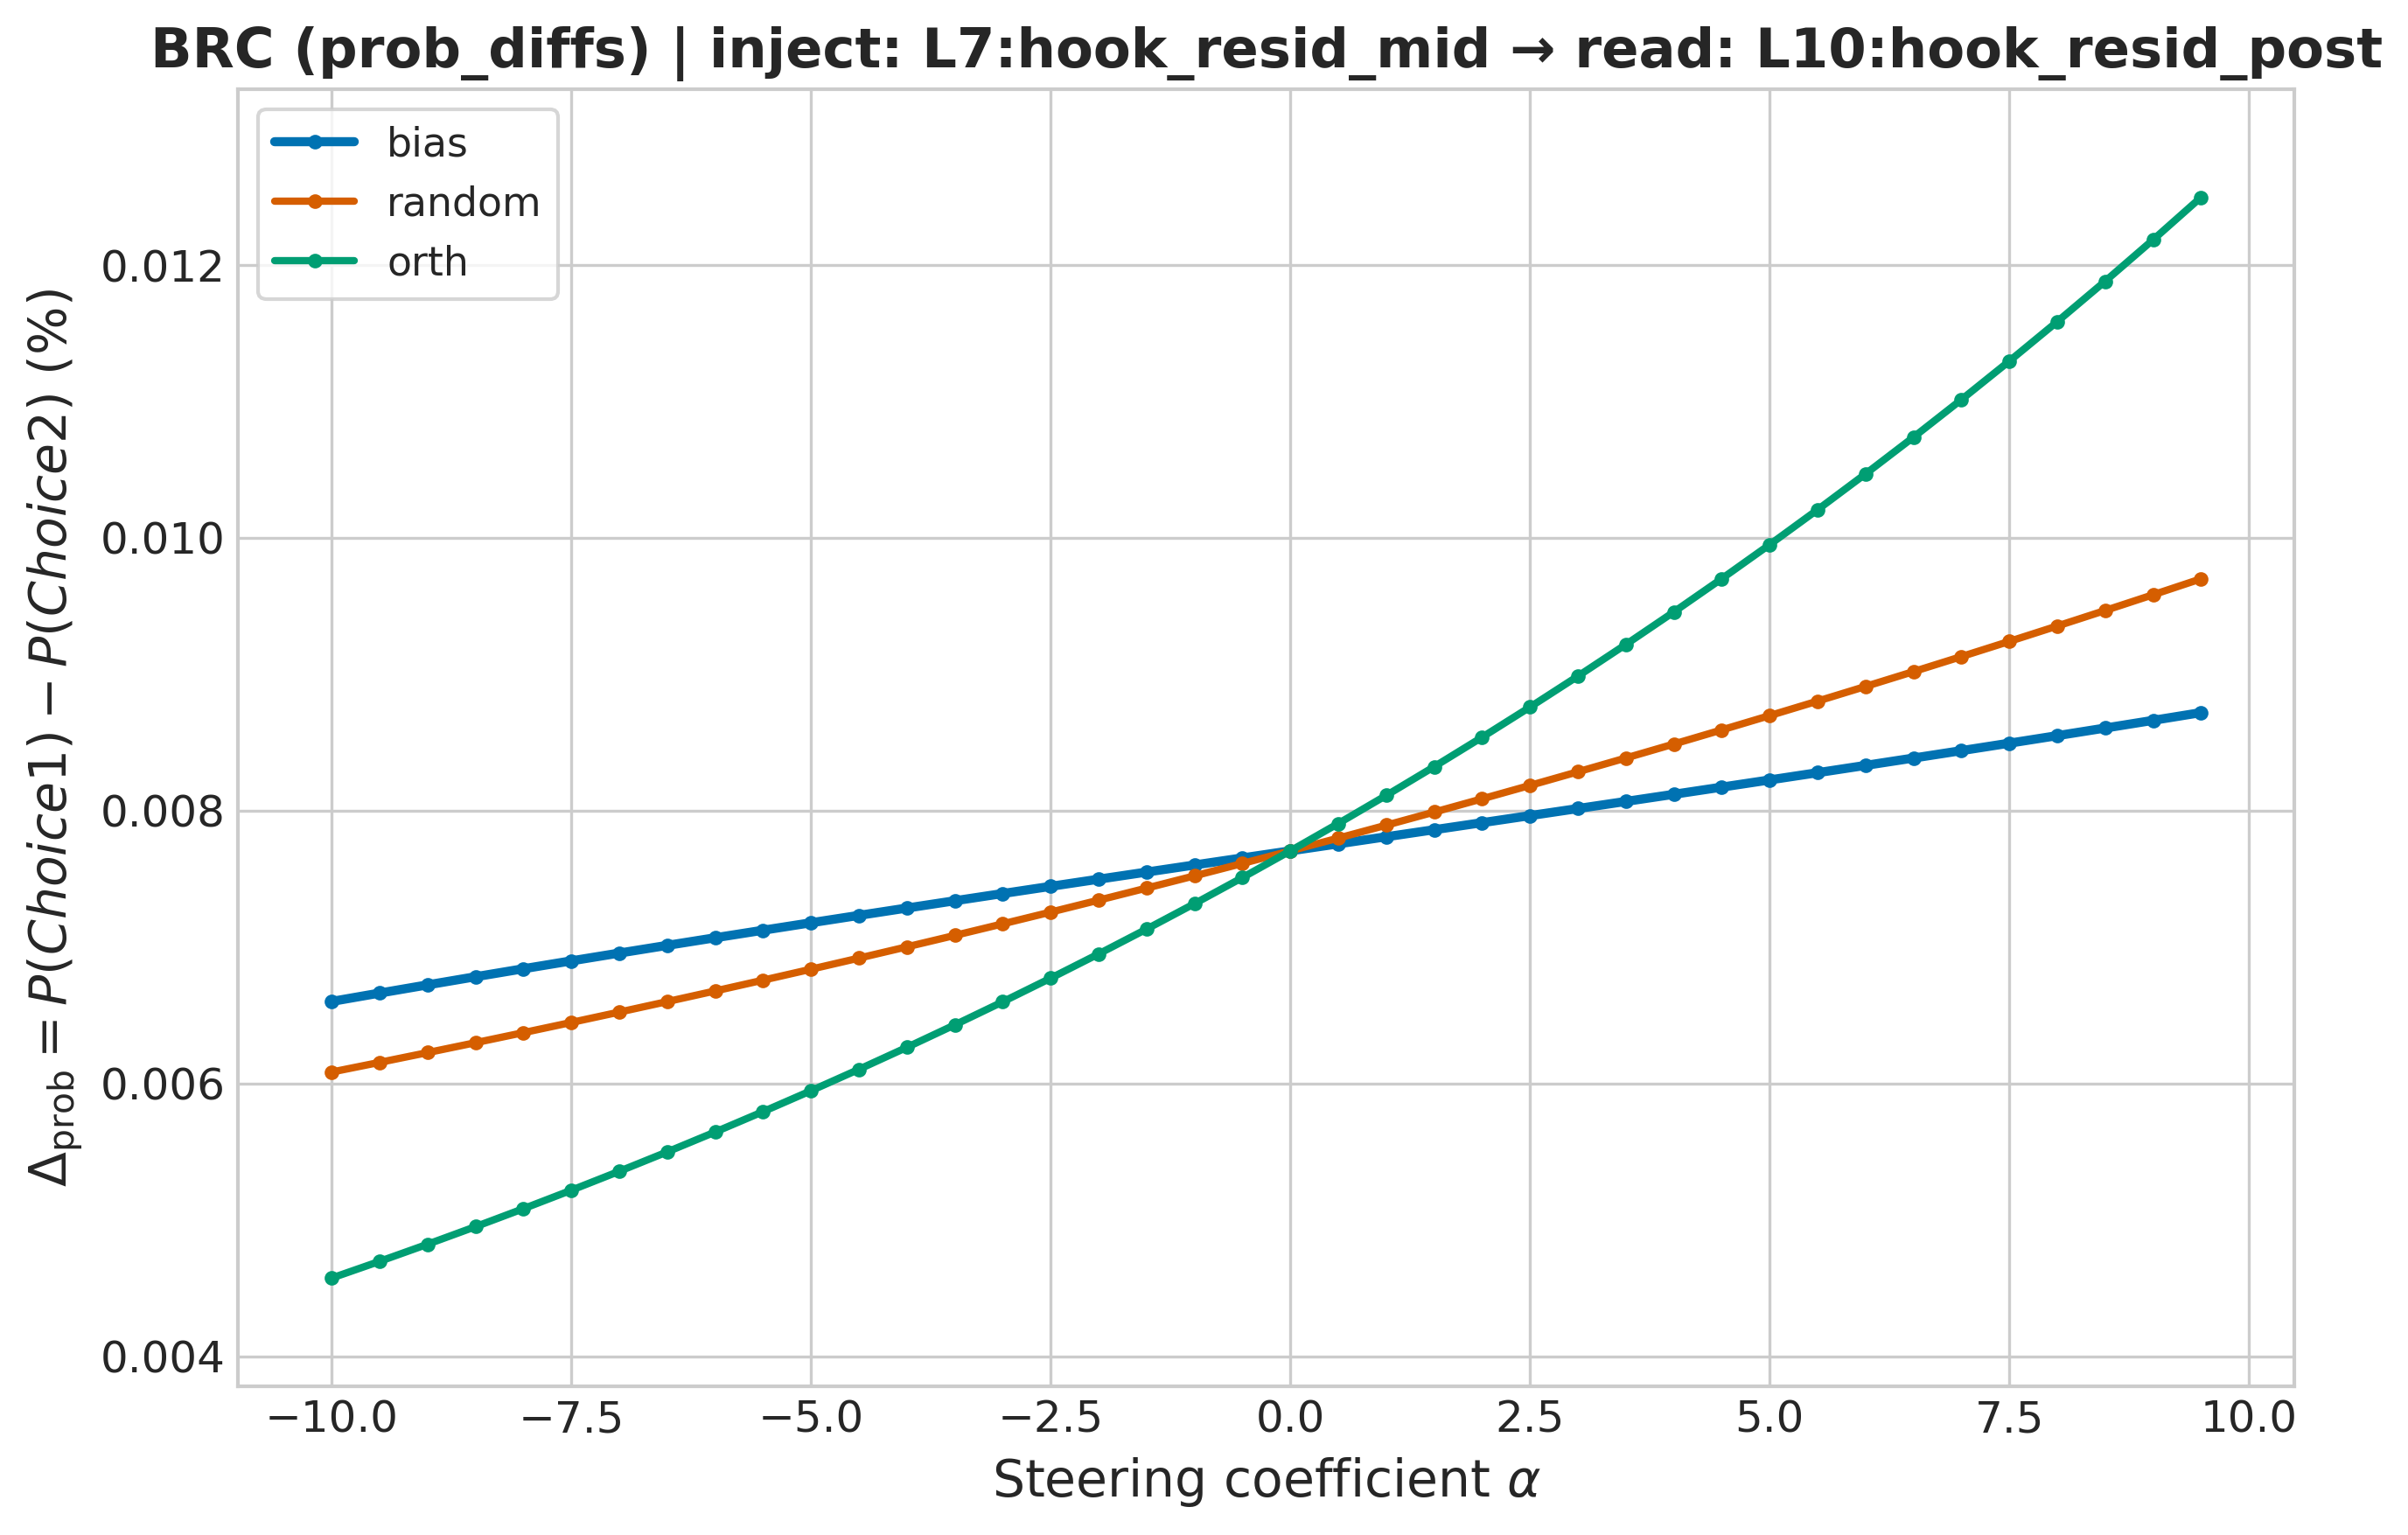 BRC (prob_diffs) | inject: L7:hook_resid_mid → read: L10:hook_resid_post
bias
random
orth
Δprob = P(Choice1) − P(Choice2) (%)
0.012
0.010
0.008
0.006
0.004
−10.0 −7.5 −5.0 −2.5 0.0 2.5 5.0 7.5 10.0
Steering coefficient α